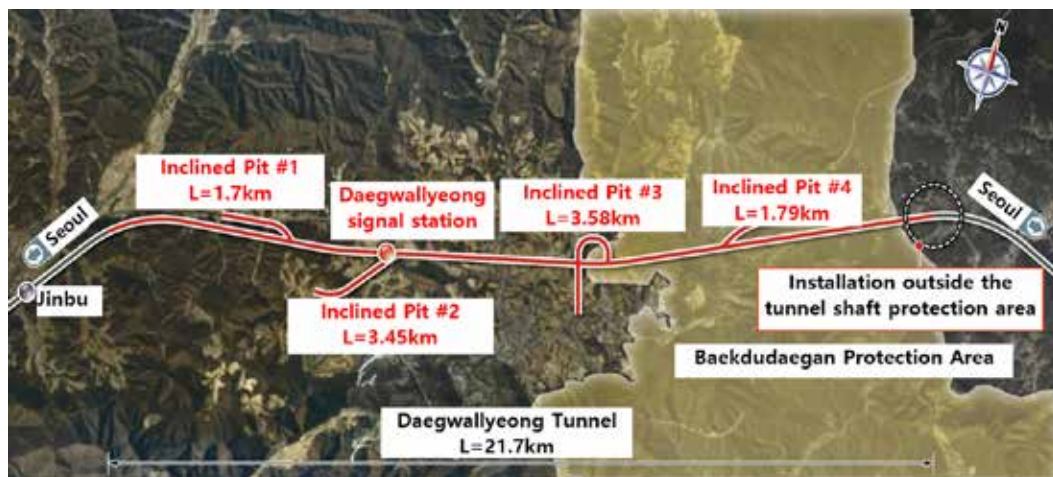 N
Inclined Pit #1
L=1.7km
Daegwallyeong
signal station
Inclined Pit #3
L=3.58km
Inclined Pit #4
L=1.79km
Seoul
Seoul
Jinbu
Inclined Pit #2
L=3.45km
Installation outside the
tunnel shaft protection area
Baekdudaegan Protection Area
Daegwallyeong Tunnel
L=21.7km